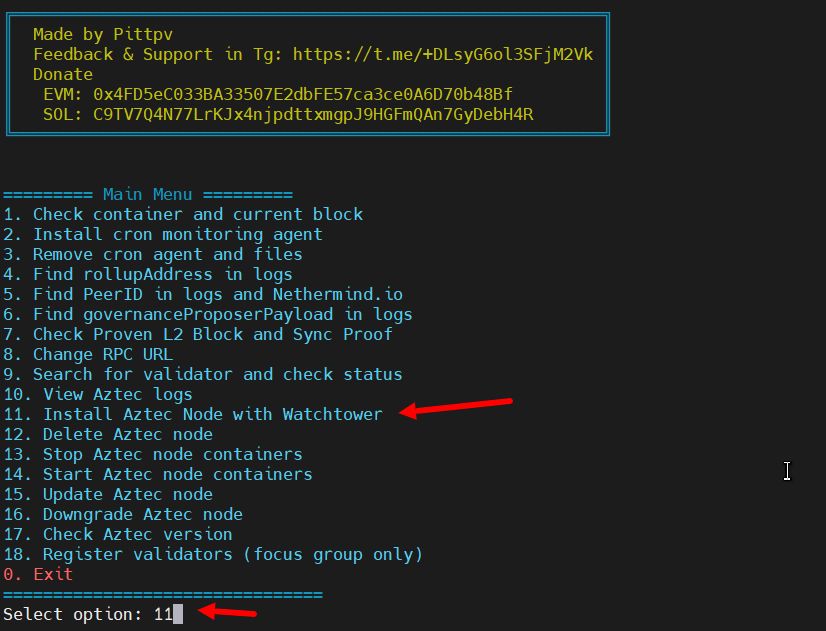 Made by Pittpv
Feedback & Support in Tg: https://t.me/+DLsyG6ol3SFjM2Vk
Donate
EVM: 0x4FD5eC033BA33507E2dbFE57ca3ce0A6D70b48Bf
SOL: C9TV7Q4N77LrKJx4njpdttxmgpJ9HGFmQAn7GyDebH4R
========= Main Menu =========
1. Check container and current block
2. Install cron monitoring agent
3. Remove cron agent and files
4. Find rollupAddress in logs
5. Find PeerID in logs and Nethermind.io
6. Find governanceProposerPayload in logs
7. Check Proven L2 Block and Sync Proof
8. Change RPC URL
9. Search for validator and check status
10. View Aztec logs
11. Install Aztec Node with Watchtower
12. Delete Aztec node
13. Stop Aztec node containers
14. Start Aztec node containers
15. Update Aztec node
16. Downgrade Aztec node
17. Check Aztec version
18. Register validators (focus group only)
0. Exit
================================
Select option: 11